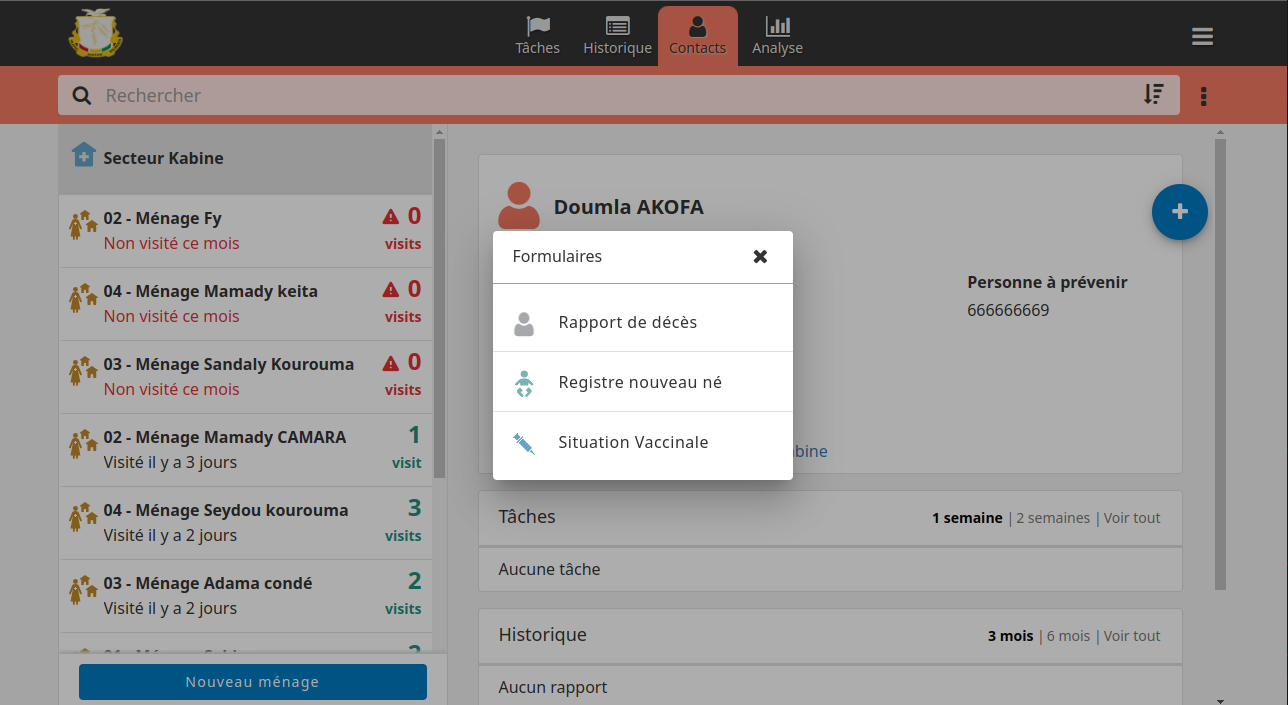 Tâches
Historique
Contacts
Analyse
Rechercher
Secteur Kabine
02 - Ménage Fy
0
Non visité ce mois
visits
04 - Ménage Mamady keita
0
Non visité ce mois
visits
03 - Ménage Sandaly Kourouma
0
Non visité ce mois
visits
02 - Ménage Mamady CAMARA
1
Visité il y a 3 jours
visit
04 - Ménage Seydou kourouma
3
Visité il y a 2 jours
visits
03 - Ménage Adama condé
2
Visité il y a 2 jours
visits
Nouveau ménage
Doumla AKOFA
Personne à prévenir
666666669
Formulaires
Rapport de décès
Registre nouveau né
Situation Vaccinale
Tâches
1 semaine | 2 semaines | Voir tout
Aucune tâche
Historique
3 mois | 6 mois | Voir tout
Aucun rapport